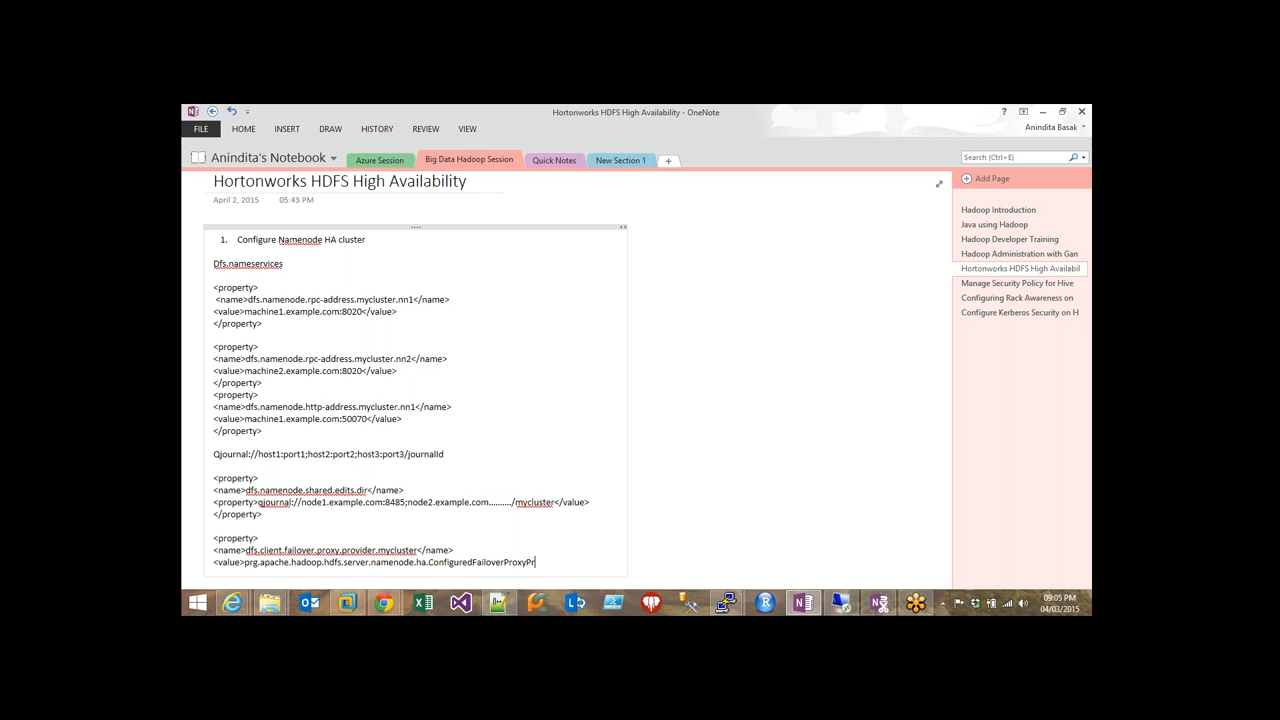 Hortonworks HDFS High Availability - OneNote
Anindita Basak
FILE HOME INSERT DRAW HISTORY REVIEW VIEW
Anindita's Notebook Azure Session Big Data Hadoop Session Quick Notes New Section 1
Search (Ctrl+E)
Hortonworks HDFS High Availability
April 2, 2015 05:43 PM
1. Configure Namenode HA cluster
Dfs.nameservices
<property>
<name>dfs.namenode.rpc-address.mycluster.nn1</name>
<value>machine1.example.com:8020</value>
</property>
<property>
<name>dfs.namenode.rpc-address.mycluster.nn2</name>
<value>machine2.example.com:8020</value>
</property>
<property>
<name>dfs.namenode.http-address.mycluster.nn1</name>
<value>machine1.example.com:50070</value>
</property>
Qjournal://host1:port1;host2:port2;host3:port3/journalId
<property>
<name>dfs.namenode.shared.edits.dir</name>
<property>qjournal://node1.example.com:8485;node2.example.com........../mycluster</value>
</property>
<property>
<name>dfs.client.failover.proxy.provider.mycluster</name>
<value>prg.apache.hadoop.hdfs.server.namenode.ha.ConfiguredFailoverProxyPr
Add Page
Hadoop Introduction
Java using Hadoop
Hadoop Developer Training
Hadoop Administration with Gan
Hortonworks HDFS High Availabil
Manage Security Policy for Hive
Configuring Rack Awareness on
Configure Kerberos Security on H
09:05 PM
04/03/2015